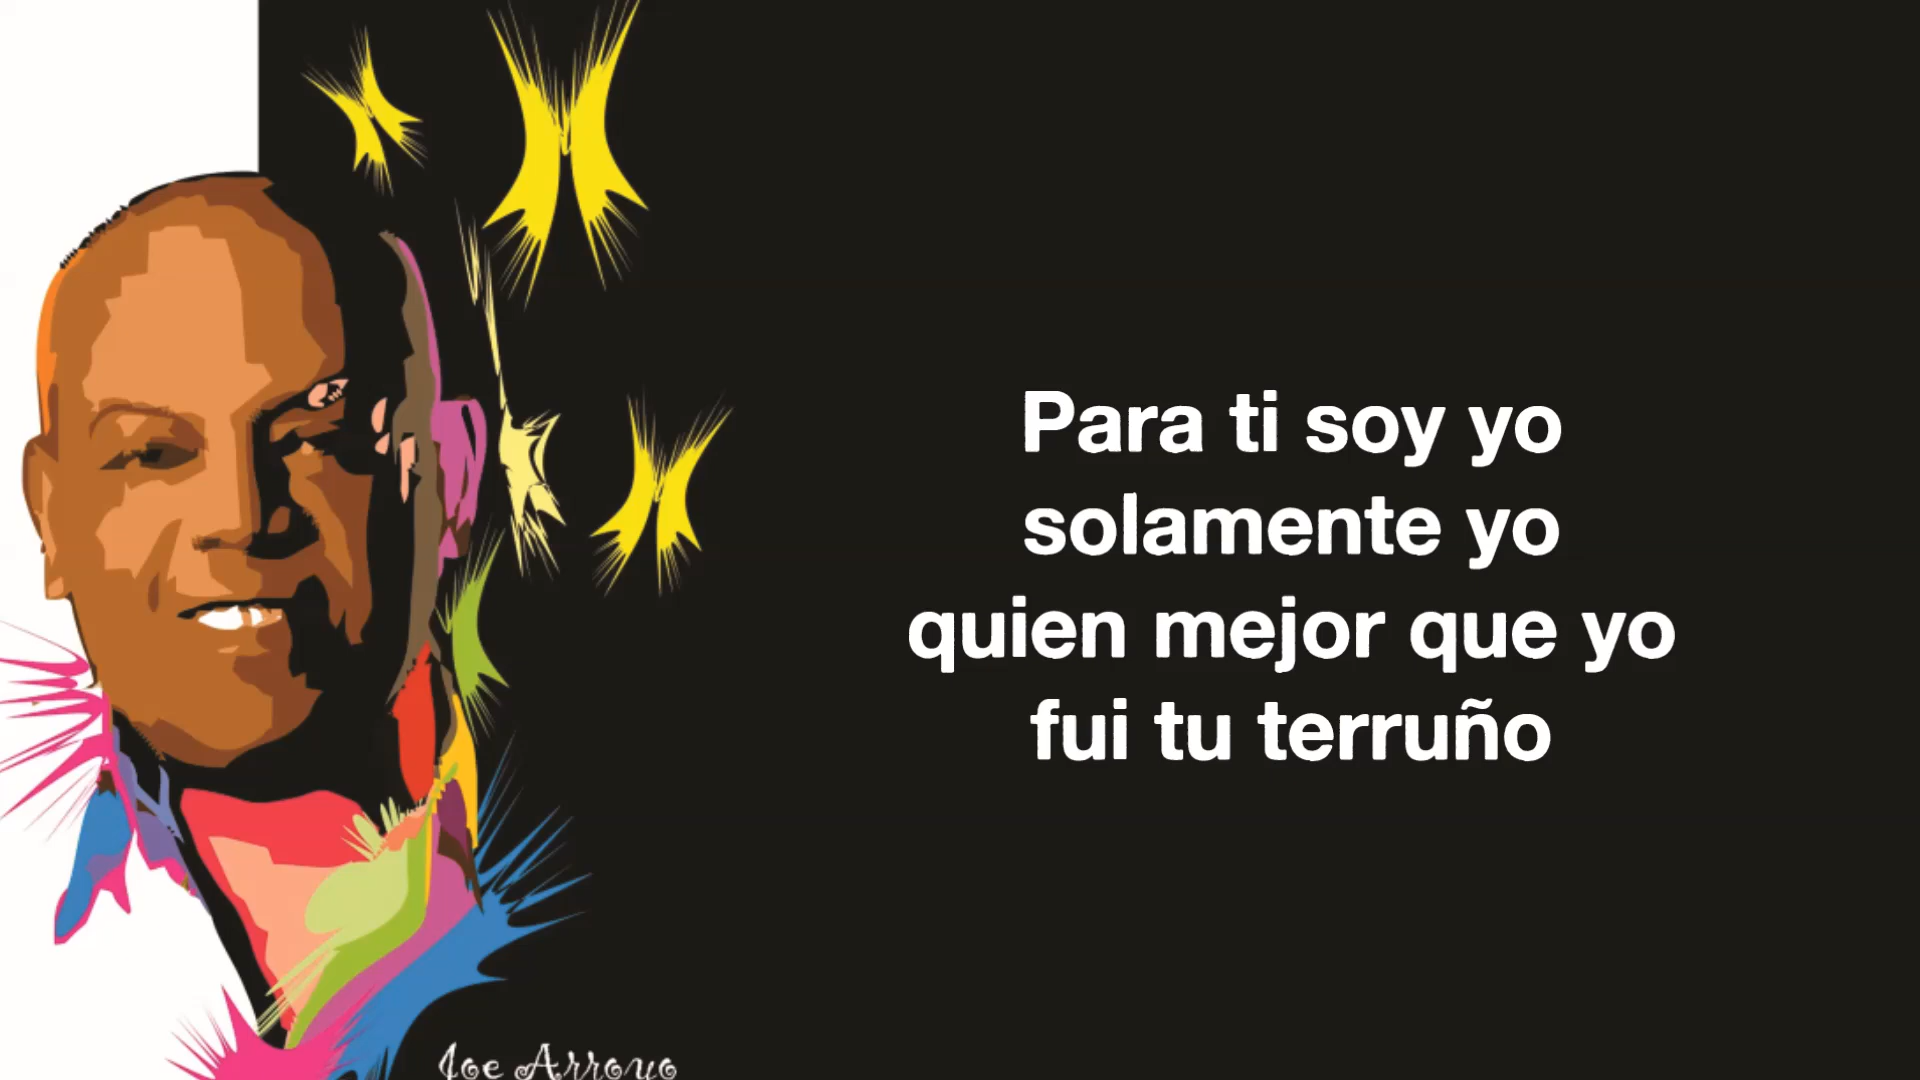 Para ti soy yo
solamente yo
quien mejor que yo
fui tu terruño
Joe Arroyo